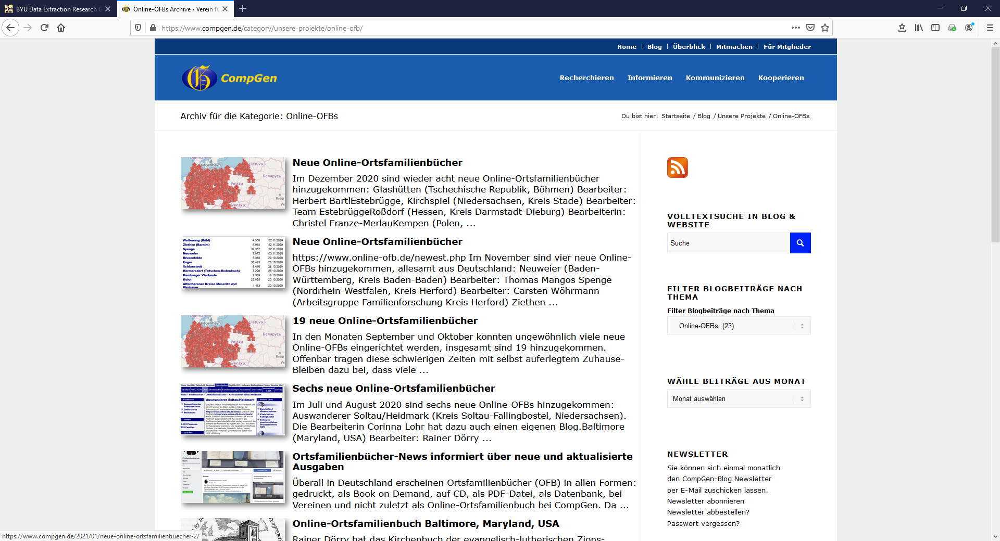 BYU Data Extraction Research G
Online-OFBs Archive • Verein fü
https://www.compgen.de/category/unsere-projekte/online-ofb/
Home | Blog | Überblick | Mitmachen | Für Mitglieder
CompGen
Recherchieren Informieren Kommunizieren Kooperieren
Archiv für die Kategorie: Online-OFBs
Du bist hier: Startseite / Blog / Unsere Projekte / Online-OFBs
Neue Online-Ortsfamilienbücher
Im Dezember 2020 sind wieder acht neue Online-Ortsfamilienbücher
hinzugekommen: Glashütten (Tschechische Republik, Böhmen) Bearbeiter:
Herbert BartlEstebrügge, Kirchspiel (Niedersachsen, Kreis Stade) Bearbeiter:
Team EstebrüggeRoßdorf (Hessen, Kreis Darmstadt-Dieburg) Bearbeiterin:
Christel Franze-MerlauKempen (Polen, ...
København
Lietuva
Беларусь
Polska
Київ
Weitenung (Bühl) 4.508 22.11.2020
Ziethen (Barnim) 6.915 22.11.2020
Spenge 32.357 22.11.2020
Neuweier 7.972 03.11.2020
Brusenfelde 5.318 29.10.2020
Enger 38.493 28.10.2020
Schlanstedt 8.416 28.10.2020
Hermersdorf (Tetschen-Bodenbach) 7.290 25.10.2020
Hamburger Vierlande 2.389 18.10.2020
Kolut 25.825 20.10.2020
Altlutheraner Kreise Meseritz und
Birnbaum 1.113 20.10.2020
Neue Online-Ortsfamilienbücher
https://www.online-ofb.de/newest.php Im November sind vier neue Online-
OFBs hinzugekommen, allesamt aus Deutschland: Neuweier (Baden-
Württemberg, Kreis Baden-Baden) Bearbeiter: Thomas Mangos Spenge
(Nordrhein-Westfalen, Kreis Herford) Bearbeiter: Carsten Wöhrmann
(Arbeitsgruppe Familienforschung Kreis Herford) Ziethen ...
København
Lietuva
Беларусь
Polska
Київ
19 neue Online-Ortsfamilienbücher
In den Monaten September und Oktober konnten ungewöhnlich viele neue
Online-OFBs eingerichtet werden, insgesamt sind 19 hinzugekommen.
Offenbar tragen diese schwierigen Zeiten mit selbst auferlegtem Zuhause-
Bleiben dazu bei, dass viele ...
Auswanderer Soltau/Heidmark
Sechs neue Online-Ortsfamilienbücher
Im Juli und August 2020 sind sechs neue Online-OFBs hinzugekommen:
Auswanderer Soltau/Heidmark (Kreis Soltau-Fallingbostel, Niedersachsen).
Die Bearbeiterin Corinna Lohr hat dazu auch einen eigenen Blog.Baltimore
(Maryland, USA) Bearbeiter: Rainer Dörry ...
Ortsfamilienbücher-News informiert über neue und aktualisierte
Ausgaben
Überall in Deutschland erscheinen Ortsfamilienbücher (OFB) in allen Formen:
gedruckt, als Book on Demand, auf CD, als PDF-Datei, als Datenbank, bei
Vereinen und nicht zuletzt als Online-Ortsfamilienbuch bei CompGen. Da ...
Online-Ortsfamilienbuch Baltimore, Maryland, USA
Rainer Dörry hat das Kirchenbuch der evangelisch-lutherischen Zions-
VOLLTEXTSUCHE IN BLOG &
WEBSITE
Suche
FILTER BLOGBEITRÄGE NACH
THEMA
Filter Blogbeiträge nach Thema
Online-OFBs (23)
WÄHLE BEITRÄGE AUS MONAT
Monat auswählen
NEWSLETTER
Sie können sich einmal monatlich
den CompGen-Blog Newsletter
per E-Mail zuschicken lassen.
Newsletter abonnieren
Newsletter abbestellen?
Passwort vergessen?
https://www.compgen.de/2021/01/neue-online-ortsfamilienbuecher-2/